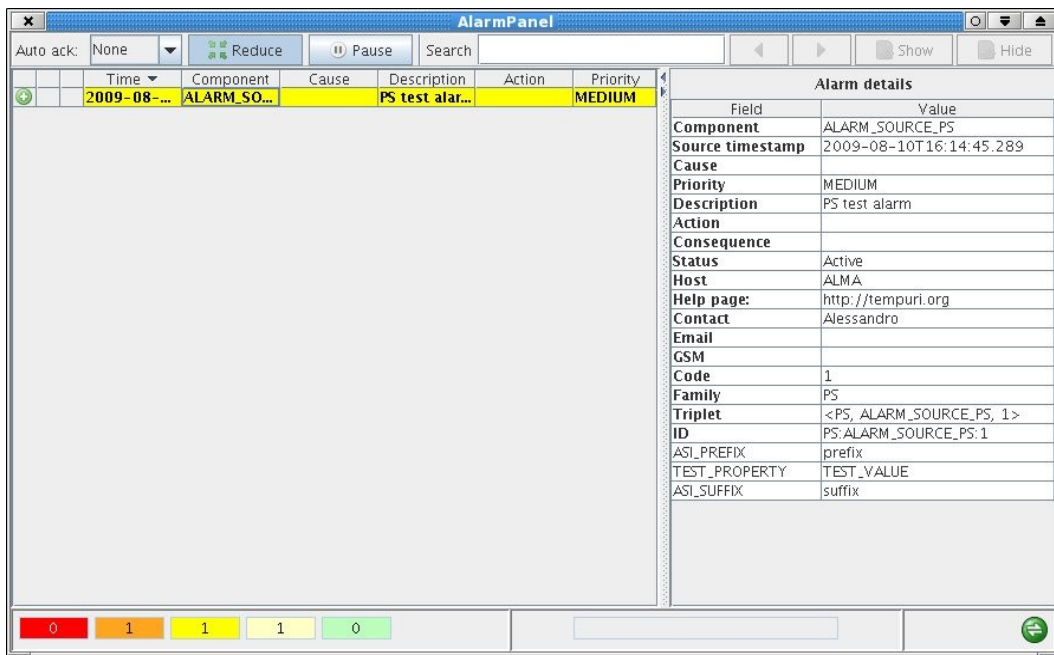 AlarmPanel
Auto ack: None Reduce Pause Search Show Hide
Time Component Cause Description Action Priority
2009-08-... ALARM_SO... PS test alar... MEDIUM
Alarm details
Field Value
Component ALARM_SOURCE_PS
Source timestamp 2009-08-10T16:14:45.289
Cause
Priority MEDIUM
Description PS test alarm
Action
Consequence
Status Active
Host ALMA
Help page: http://tempuri.org
Contact Alessandro
Email
GSM
Code 1
Family PS
Triplet <PS, ALARM_SOURCE_PS, 1>
ID PS:ALARM_SOURCE_PS:1
ASI_PREFIX prefix
TEST_PROPERTY TEST_VALUE
ASI_SUFFIX suffix
0 1 1 1 0